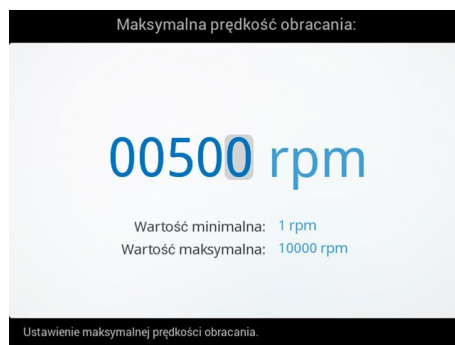 Maksymalna prędkość obracania:
00500 rpm
Wartość minimalna: 1 rpm
Wartość maksymalna: 10000 rpm
Ustawienie maksymalnej prędkości obracania.